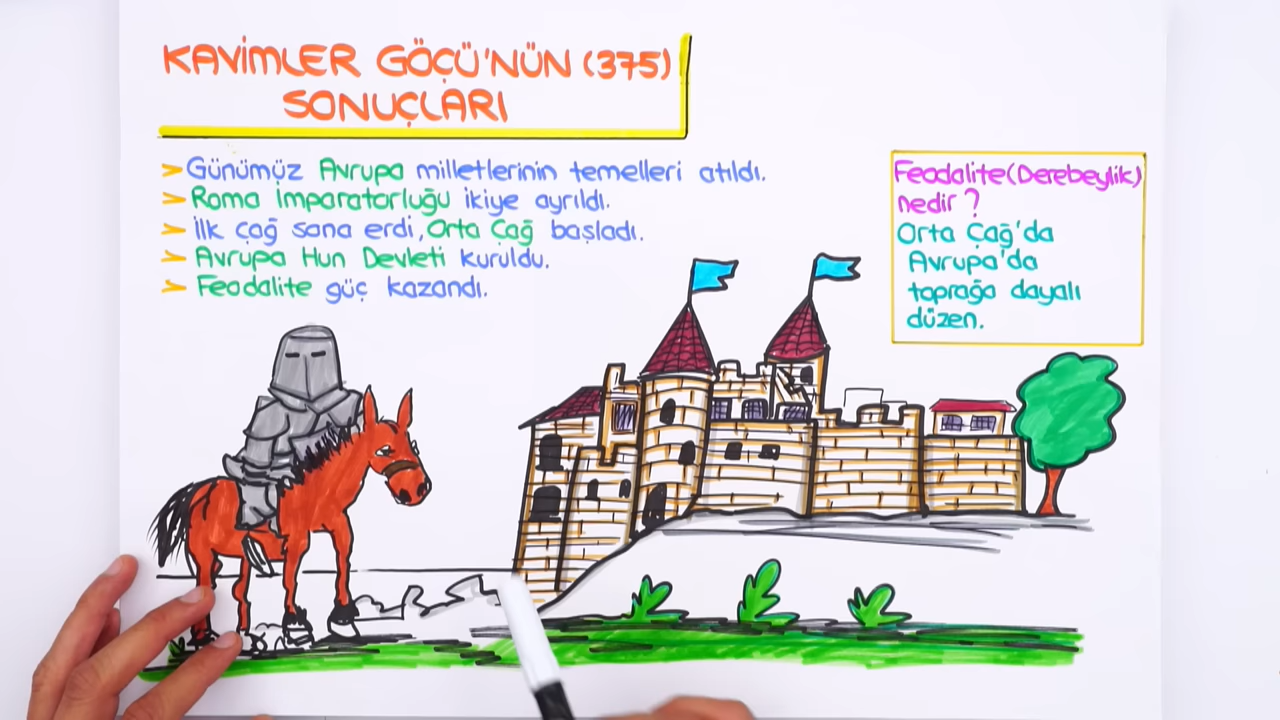 KAVİMLER GÖÇÜ'NÜN (375)
SONUÇLARI
➤ Günümüz Avrupa milletlerinin temelleri atıldı.
➤ Roma İmparatorluğu ikiye ayrıldı.
➤ İlk çağ sona erdi, Orta Çağ başladı.
➤ Avrupa Hun Devleti kuruldu.
➤ Feodalite güç kazandı.
Feodalite (Derebeylik)
nedir ?
Orta Çağ'da
Avrupa'da
toprağa dayalı
düzen.